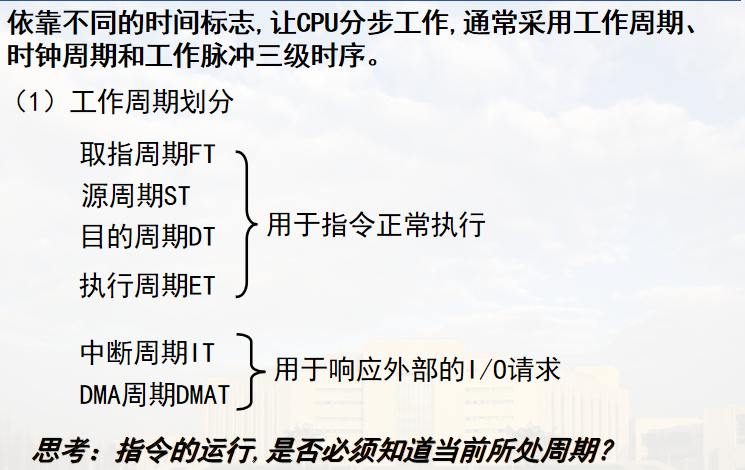 依靠不同的时间标志,让CPU分步工作,通常采用工作周期、
时钟周期和工作脉冲三级时序。
（1）工作周期划分
取指周期FT
源周期ST
目的周期DT
执行周期ET
用于指令正常执行
中断周期IT
DMA周期DMAT
用于响应外部的I/O请求
思考：指令的运行,是否必须知道当前所处周期?